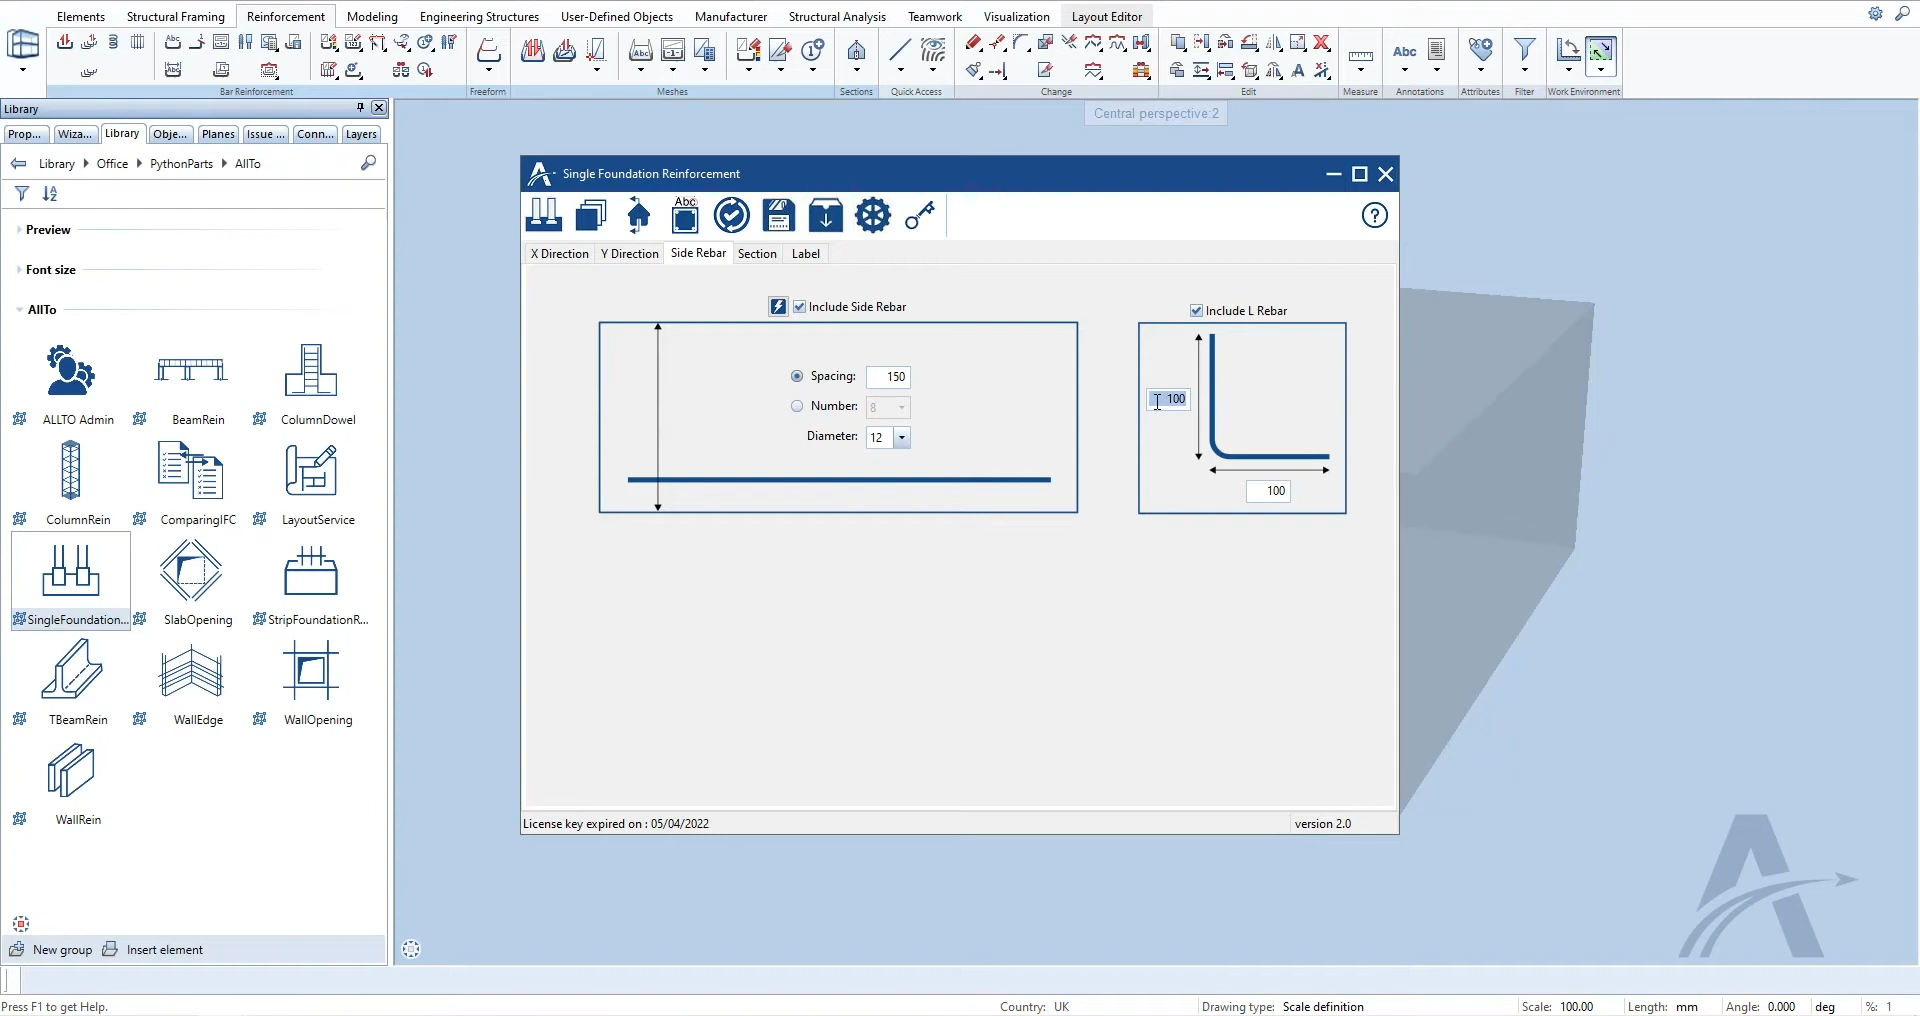 Elements Structural Framing Reinforcement Modeling Engineering Structures User-Defined Objects Manufacturer Structural Analysis Teamwork Visualization Layout Editor
Abc
Abc
Abc
Abc
Bar Reinforcement Freeform Meshes Sections Quick Access Change Edit Measure Annotations Attributes Filter Work Environment
Library
Prop... Wiza... Library Obje... Planes Issue ... Conn... Layers
Library Office PythonParts AllTo
Preview
Font size
AllTo
ALLTO Admin BeamRein ColumnDowel
ColumnRein ComparingIFC LayoutService
SingleFoundation... SlabOpening StripFoundationR...
TBeamRein WallEdge WallOpening
WallRein
New group Insert element
Central perspective:2
Single Foundation Reinforcement
Abc
X Direction Y Direction Side Rebar Section Label
Include Side Rebar
Spacing: 150
Number: 8
Diameter: 12
Include L Rebar
100
100
License key expired on : 05/04/2022 version 2.0
Press F1 to get Help. Country: UK Drawing type: Scale definition Scale: 100.00 Length: mm Angle: 0.000 deg %: 1